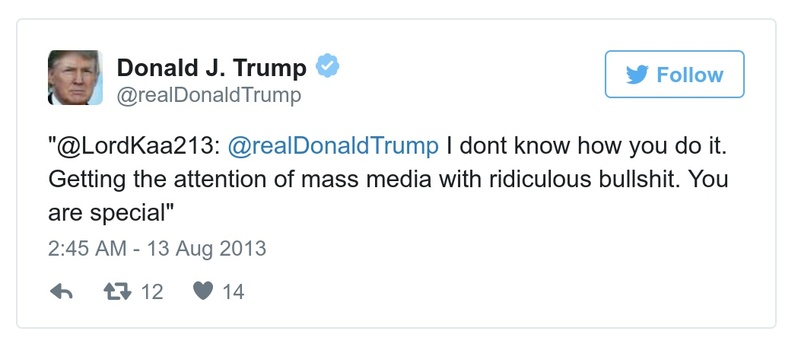 Donald J. Trump
@realDonaldTrump
Follow
"@LordKaa213: @realDonaldTrump I dont know how you do it.
Getting the attention of mass media with ridiculous bullshit. You
are special"
2:45 AM - 13 Aug 2013
12 14